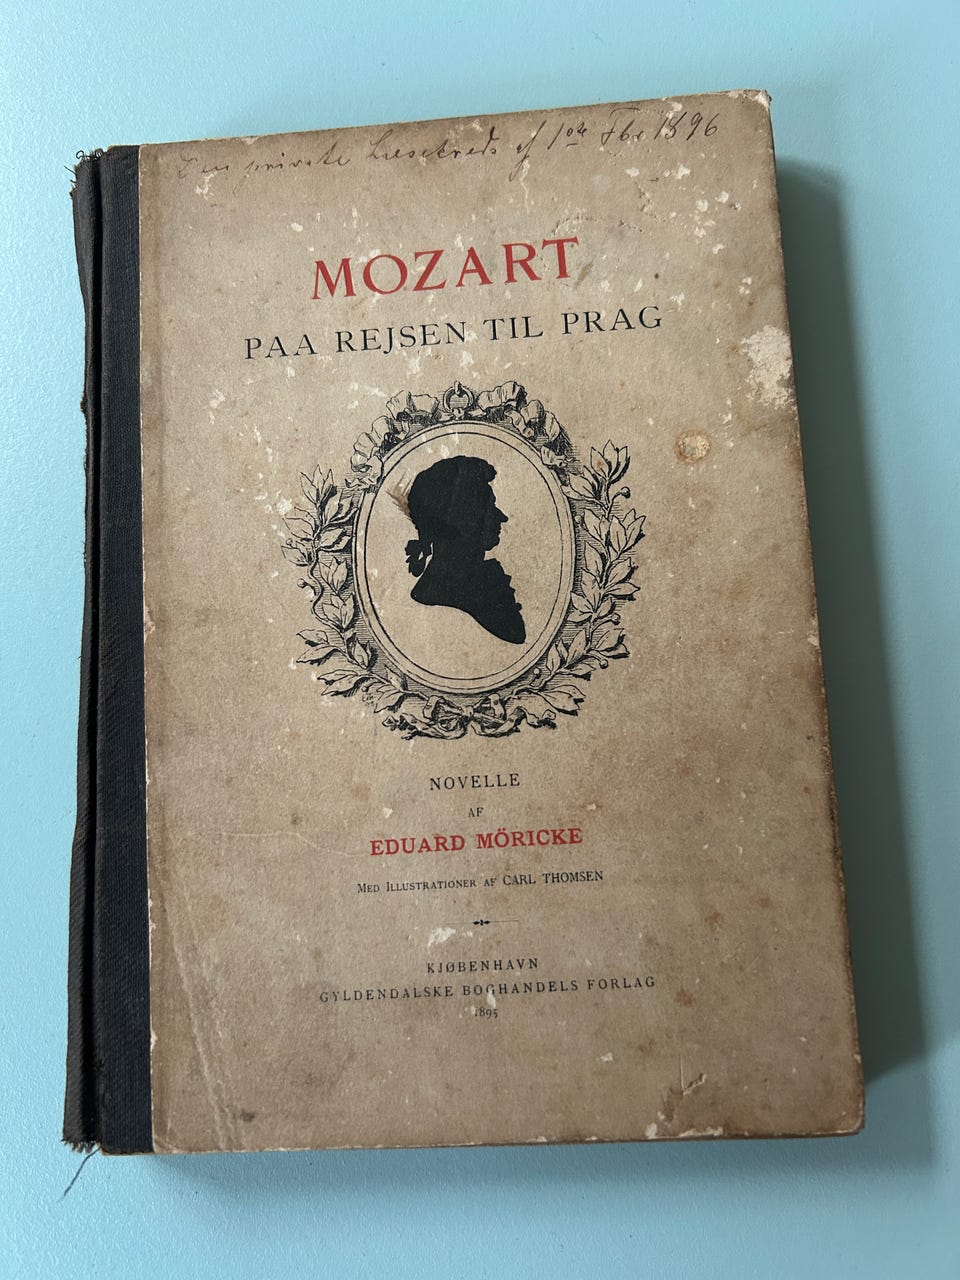 Den private Læsekreds af 1ste Fbr 1896
MOZART
PAA REJSEN TIL PRAG
NOVELLE
AF
EDUARD MÖRICKE
MED ILLUSTRATIONER AF CARL THOMSEN
KJØBENHAVN
GYLDENDALSKE BOGHANDELS FORLAG
1895